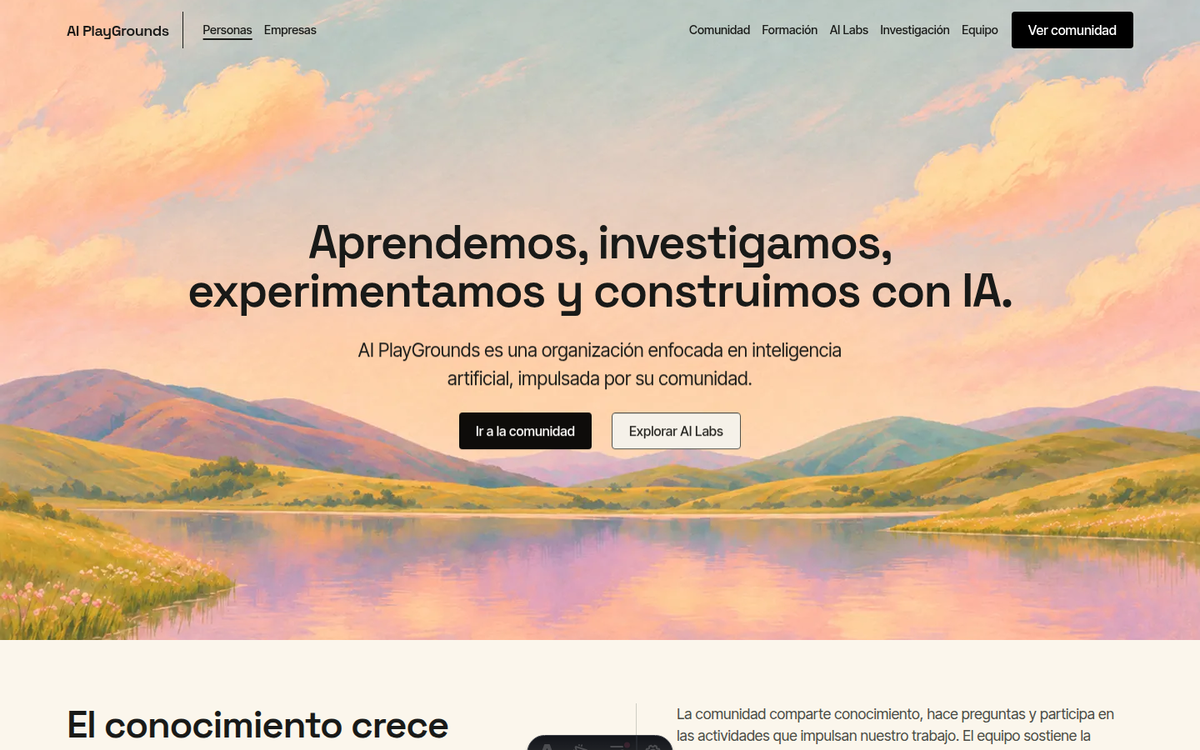 AI PlayGrounds
Personas
Empresas
Comunidad
Formación
AI Labs
Investigación
Equipo
Ver comunidad
Aprendemos, investigamos,
experimentamos y construimos con IA.
AI PlayGrounds es una organización enfocada en inteligencia
artificial, impulsada por su comunidad.
Ir a la comunidad
Explorar AI Labs
El conocimiento crece
La comunidad comparte conocimiento, hace preguntas y participa en
las actividades que impulsan nuestro trabajo. El equipo sostiene la